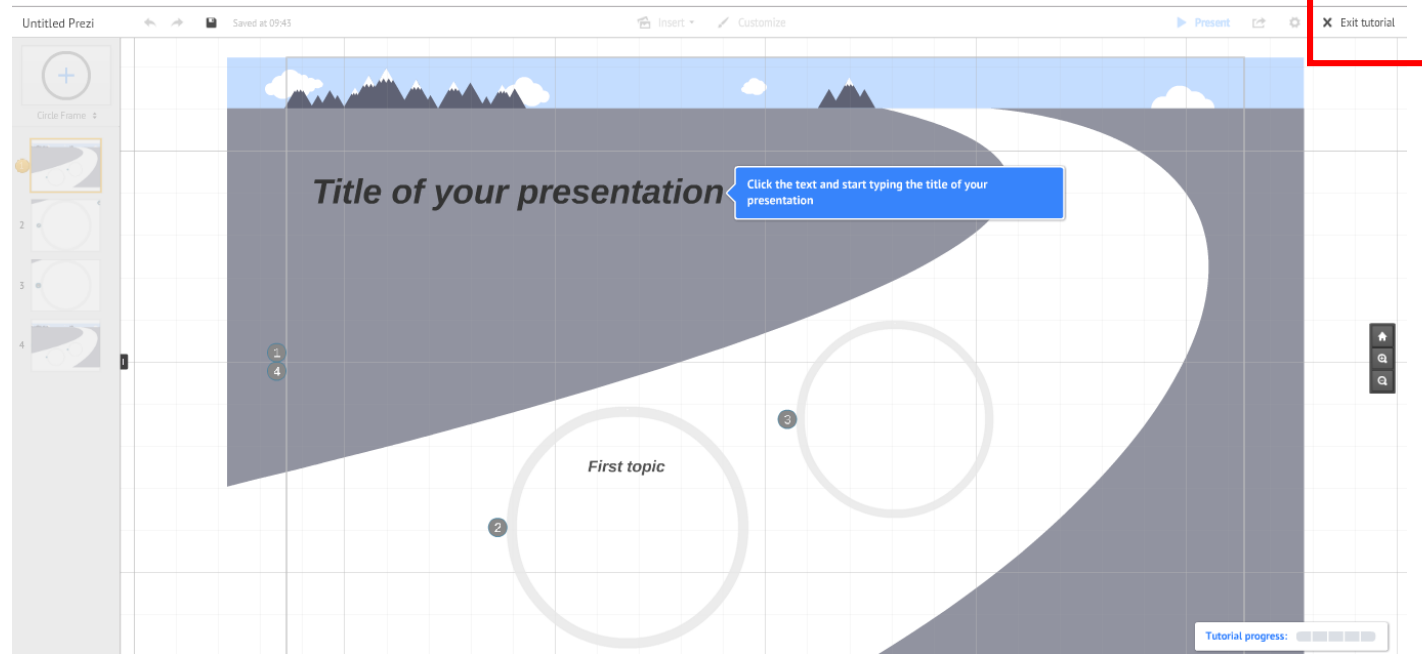 Untitled Prezi
Saved at 09:43
Insert
Customize
Present
X Exit tutorial
Circle Frame
1
2
3
4
Title of your presentation
Click the text and start typing the title of your
presentation
1
4
3
First topic
2
Tutorial progress: